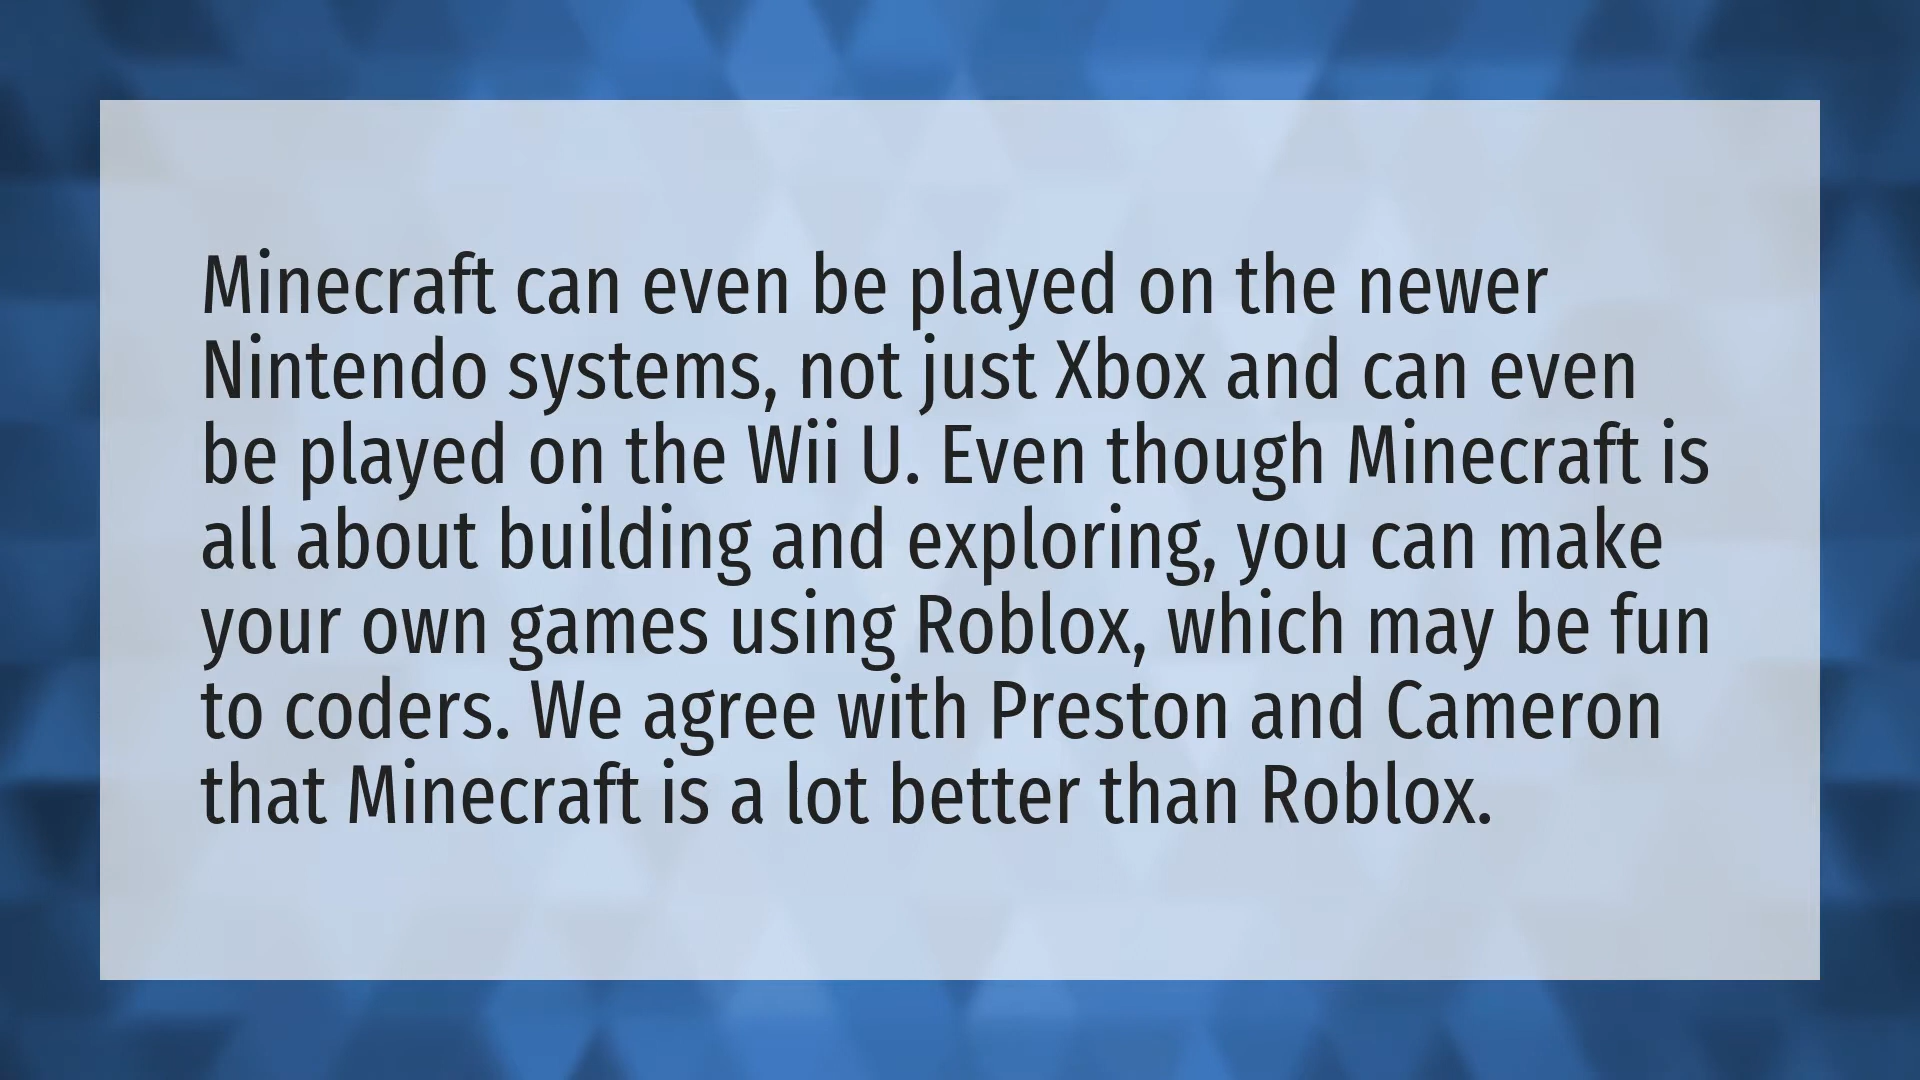 Minecraft can even be played on the newer
Nintendo systems, not just Xbox and can even
be played on the Wii U. Even though Minecraft is
all about building and exploring, you can make
your own games using Roblox, which may be fun
to coders. We agree with Preston and Cameron
that Minecraft is a lot better than Roblox.